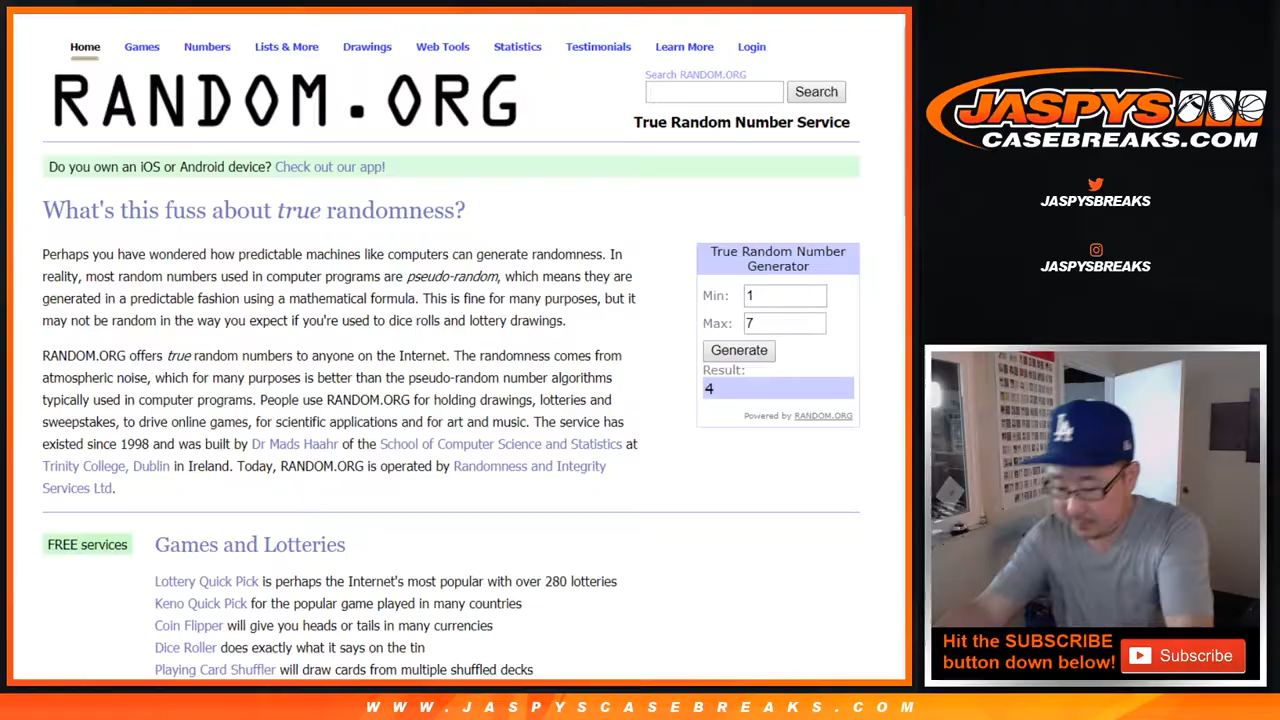 Home Games Numbers Lists & More Drawings Web Tools Statistics Testimonials Learn More Login
RANDOM.ORG
Search RANDOM.ORG
Search
True Random Number Service
Do you own an iOS or Android device? Check out our app!
What's this fuss about true randomness?
Perhaps you have wondered how predictable machines like computers can generate randomness. In
reality, most random numbers used in computer programs are pseudo-random, which means they are
generated in a predictable fashion using a mathematical formula. This is fine for many purposes, but it
may not be random in the way you expect if you're used to dice rolls and lottery drawings.
RANDOM.ORG offers true random numbers to anyone on the Internet. The randomness comes from
atmospheric noise, which for many purposes is better than the pseudo-random number algorithms
typically used in computer programs. People use RANDOM.ORG for holding drawings, lotteries and
sweepstakes, to drive online games, for scientific applications and for art and music. The service has
existed since 1998 and was built by Dr Mads Haahr of the School of Computer Science and Statistics at
Trinity College, Dublin in Ireland. Today, RANDOM.ORG is operated by Randomness and Integrity
Services Ltd.
True Random Number
Generator
Min: 1
Max: 7
Generate
Result:
4
Powered by RANDOM.ORG
FREE services
Games and Lotteries
Lottery Quick Pick is perhaps the Internet's most popular with over 280 lotteries
Keno Quick Pick for the popular game played in many countries
Coin Flipper will give you heads or tails in many currencies
Dice Roller does exactly what it says on the tin
Playing Card Shuffler will draw cards from multiple shuffled decks
JASPYS
CASEBREAKS.COM
JASPYSBREAKS
JASPYSBREAKS
LA
Hit the SUBSCRIBE
button down below!
Subscribe
WWW.JASPYSCASEBREAKS.COM